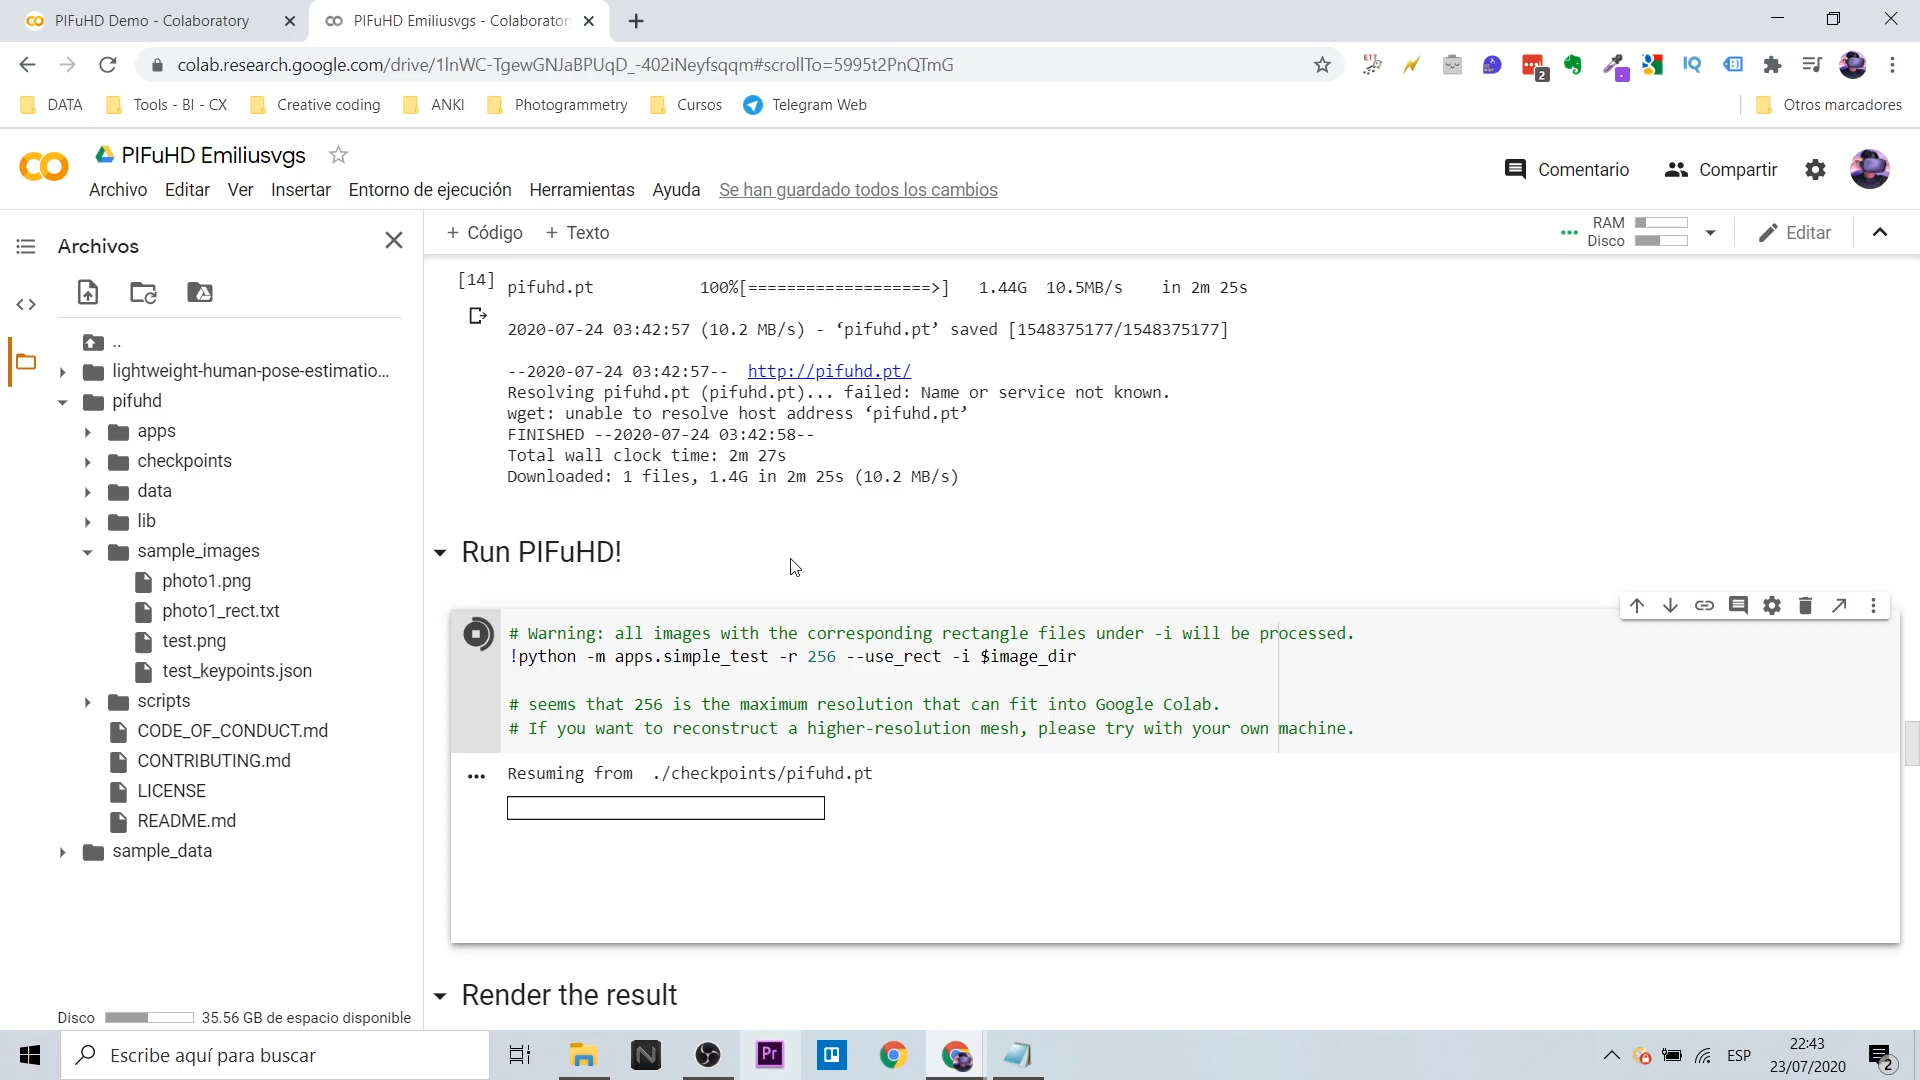 PIFuHD Demo - Colaboratory
PIFuHD Emiliusvgs - Colaborator
colab.research.google.com/drive/1lnWC-TgewGNJaBPUqD_-402iNeyfsqqm#scrollTo=5995t2PnQTmG
2
DATA
Tools - BI - CX
Creative coding
ANKI
Photogrammetry
Cursos
Telegram Web
Otros marcadores
PIFuHD Emiliusvgs
Comentario
Compartir
Archivo Editar Ver Insertar Entorno de ejecución Herramientas Ayuda Se han guardado todos los cambios
Archivos
+ Código + Texto
RAM
Disco
Editar
..
lightweight-human-pose-estimatio...
pifuhd
apps
checkpoints
data
lib
sample_images
photo1.png
photo1_rect.txt
test.png
test_keypoints.json
scripts
CODE_OF_CONDUCT.md
CONTRIBUTING.md
LICENSE
README.md
sample_data
Disco 35.56 GB de espacio disponible
[14] pifuhd.pt 100%[===================>] 1.44G 10.5MB/s in 2m 25s
2020-07-24 03:42:57 (10.2 MB/s) - ‘pifuhd.pt’ saved [1548375177/1548375177]
--2020-07-24 03:42:57-- http://pifuhd.pt/
Resolving pifuhd.pt (pifuhd.pt)... failed: Name or service not known.
wget: unable to resolve host address ‘pifuhd.pt’
FINISHED --2020-07-24 03:42:58--
Total wall clock time: 2m 27s
Downloaded: 1 files, 1.4G in 2m 25s (10.2 MB/s)
Run PIFuHD!
# Warning: all images with the corresponding rectangle files under -i will be processed.
!python -m apps.simple_test -r 256 --use_rect -i $image_dir
# seems that 256 is the maximum resolution that can fit into Google Colab.
# If you want to reconstruct a higher-resolution mesh, please try with your own machine.
Resuming from ./checkpoints/pifuhd.pt
Render the result
Escribe aquí para buscar
Pr
ESP
22:43
23/07/2020
2